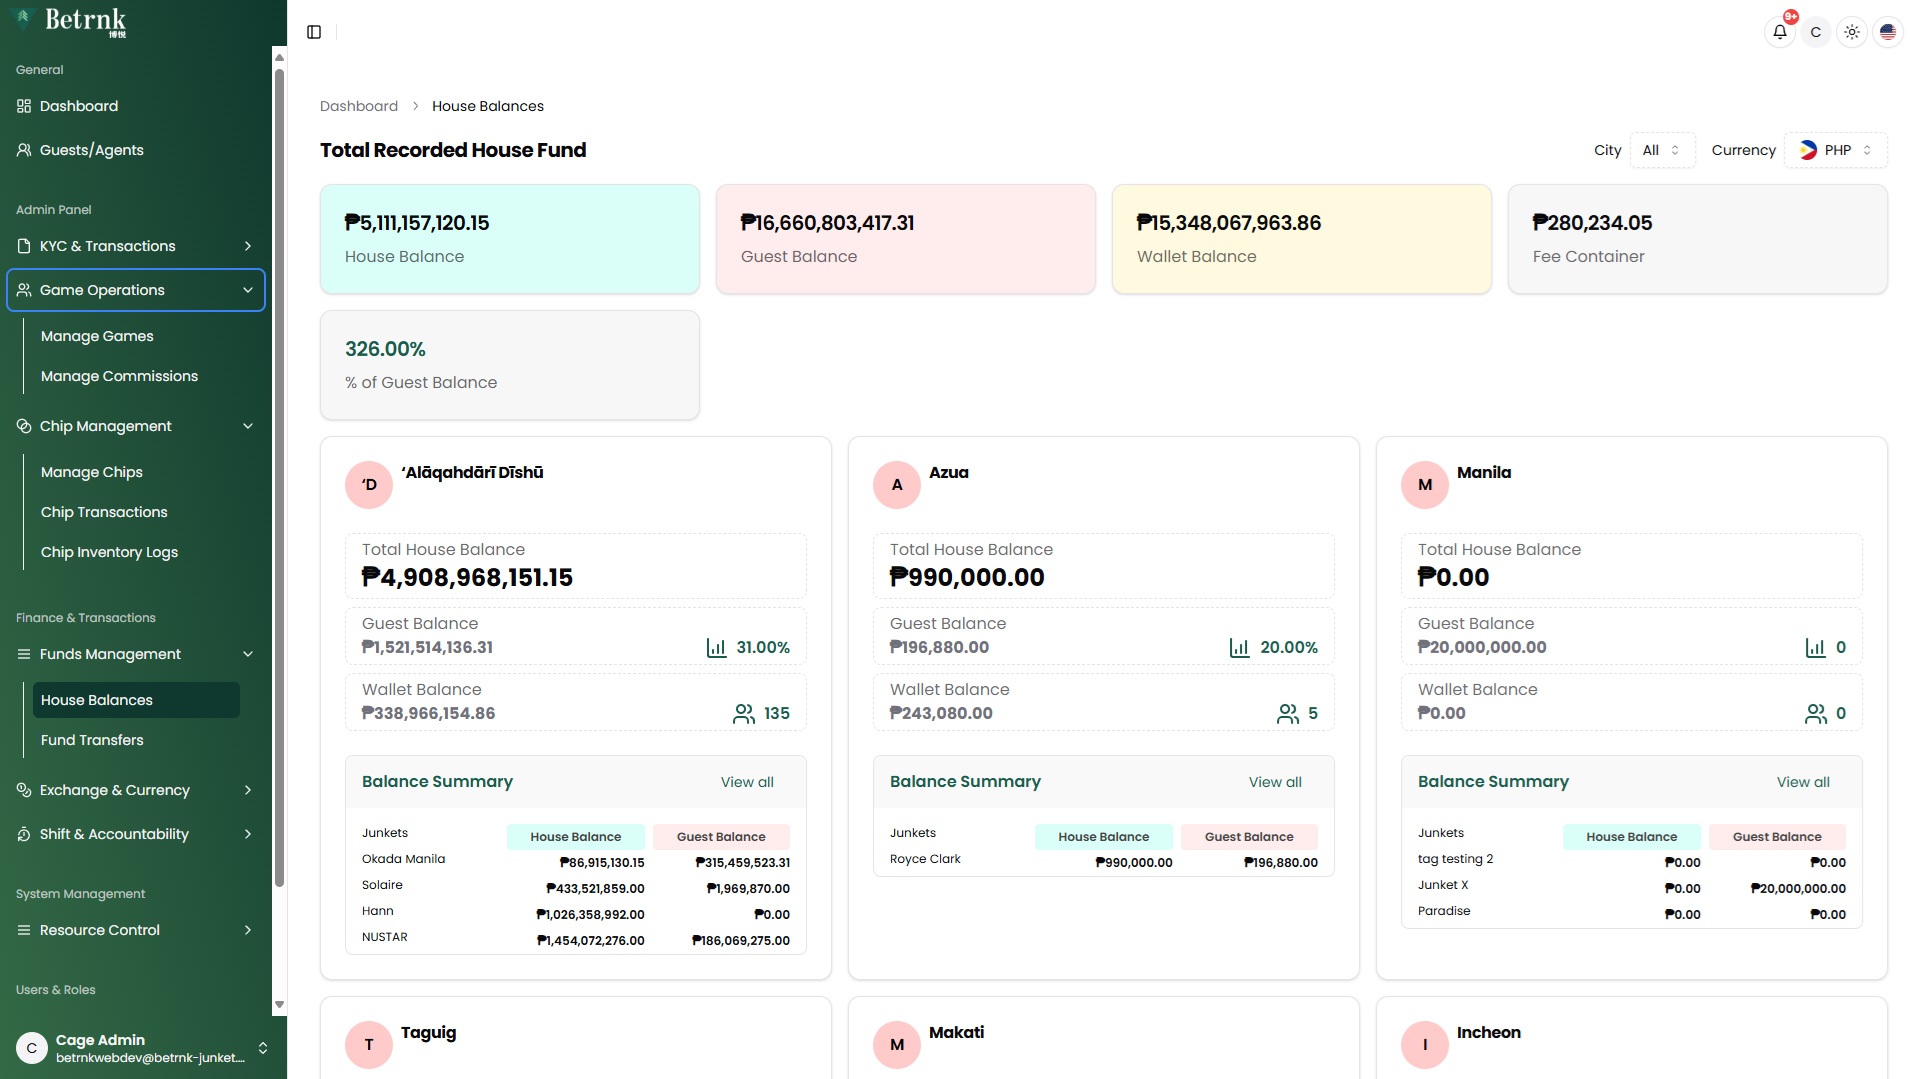 Betrnk
博悦
General
Dashboard
Guests/Agents
Admin Panel
KYC & Transactions
Game Operations
Manage Games
Manage Commissions
Chip Management
Manage Chips
Chip Transactions
Chip Inventory Logs
Finance & Transactions
Funds Management
House Balances
Fund Transfers
Exchange & Currency
Shift & Accountability
System Management
Resource Control
Users & Roles
C
Cage Admin
betrnkwebdev@betrnk-junket....
9+
C
Dashboard > House Balances
Total Recorded House Fund
City All Currency PHP
₱5,111,157,120.15
House Balance
₱16,660,803,417.31
Guest Balance
₱15,348,067,963.86
Wallet Balance
₱280,234.05
Fee Container
326.00%
% of Guest Balance
‘D
‘Alāqahdārī Dīshū
Total House Balance
₱4,908,968,151.15
Guest Balance
₱1,521,514,136.31 31.00%
Wallet Balance
₱338,966,154.86 135
Balance Summary View all
Junkets House Balance Guest Balance
Okada Manila ₱86,915,130.15 ₱315,459,523.31
Solaire ₱433,521,859.00 ₱1,969,870.00
Hann ₱1,026,358,992.00 ₱0.00
NUSTAR ₱1,454,072,276.00 ₱186,069,275.00
A
Azua
Total House Balance
₱990,000.00
Guest Balance
₱196,880.00 20.00%
Wallet Balance
₱243,080.00 5
Balance Summary View all
Junkets House Balance Guest Balance
Royce Clark ₱990,000.00 ₱196,880.00
M
Manila
Total House Balance
₱0.00
Guest Balance
₱20,000,000.00 0
Wallet Balance
₱0.00 0
Balance Summary View all
Junkets House Balance Guest Balance
tag testing 2 ₱0.00 ₱0.00
Junket X ₱0.00 ₱20,000,000.00
Paradise ₱0.00 ₱0.00
T
Taguig
M
Makati
I
Incheon